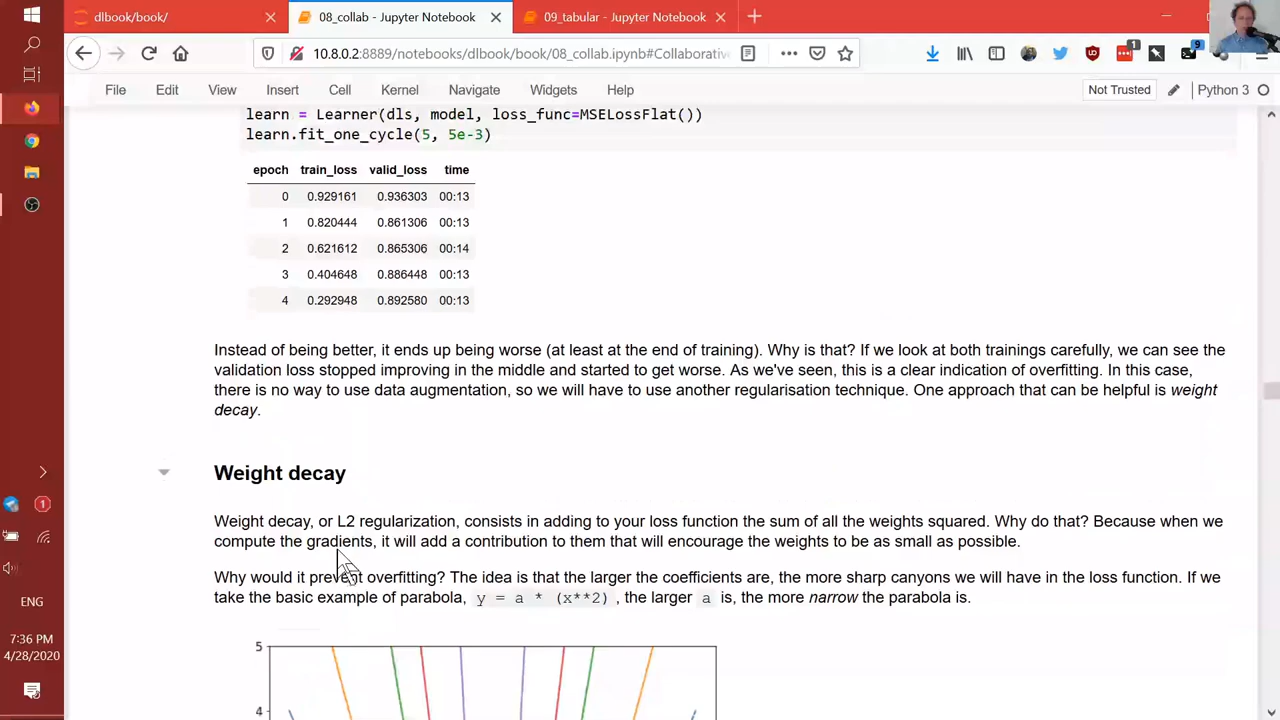 dlbook/book/
08_collab - Jupyter Notebook
09_tabular - Jupyter Notebook
10.8.0.2:8889/notebooks/dlbook/book/08_collab.ipynb#Collaborative
1
9
File Edit View Insert Cell Kernel Navigate Widgets Help
Not Trusted
Python 3
learn = Learner(dls, model, loss_func=MSELossFlat())
learn.fit_one_cycle(5, 5e-3)
epoch train_loss valid_loss time
0 0.929161 0.936303 00:13
1 0.820444 0.861306 00:13
2 0.621612 0.865306 00:14
3 0.404648 0.886448 00:13
4 0.292948 0.892580 00:13
Instead of being better, it ends up being worse (at least at the end of training). Why is that? If we look at both trainings carefully, we can see the
validation loss stopped improving in the middle and started to get worse. As we've seen, this is a clear indication of overfitting. In this case,
there is no way to use data augmentation, so we will have to use another regularisation technique. One approach that can be helpful is weight
decay.
Weight decay
Weight decay, or L2 regularization, consists in adding to your loss function the sum of all the weights squared. Why do that? Because when we
compute the gradients, it will add a contribution to them that will encourage the weights to be as small as possible.
Why would it prevent overfitting? The idea is that the larger the coefficients are, the more sharp canyons we will have in the loss function. If we
take the basic example of parabola, y = a * (x**2) , the larger a is, the more narrow the parabola is.
5
4
1
ENG
7:36 PM
4/28/2020